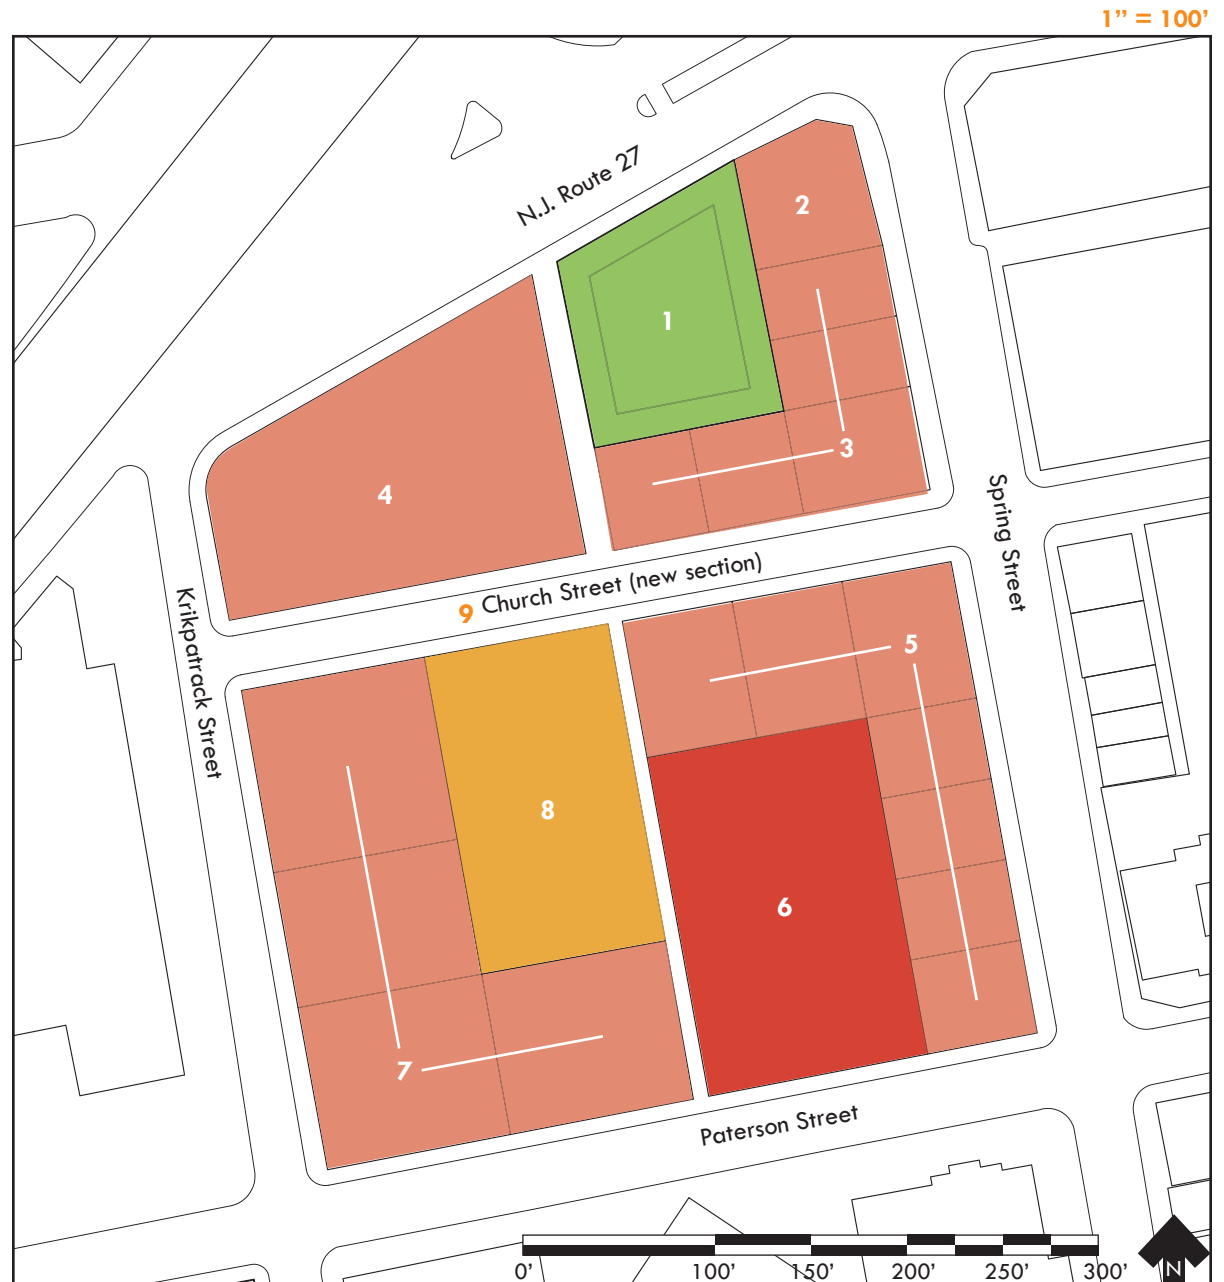 1” = 100’
N.J. Route 27
2
1
3
4
Spring Street
Church Street (new section)
9
Krikpatrack Street
5
8
6
7
Paterson Street
0’ 100’ 150’ 200’ 250’ 300’
N